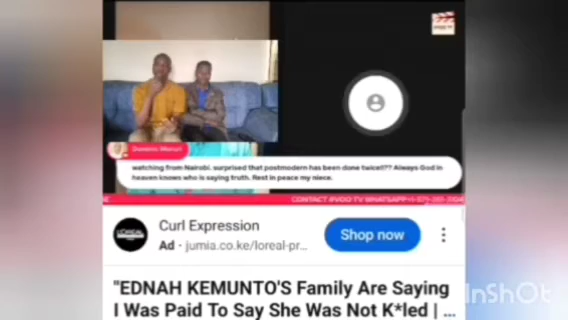 watching from Nairobi. surprised that postmodern has been done twice!?? Always God in
heaven knows who is saying truth. Rest in peace my niece.
Curl Expression
L'ORÉAL
Ad · jumia.co.ke/loreal-pr...
Shop now
"EDNAH KEMUNTO'S Family Are Saying
I Was Paid To Say She Was Not K*led | ...
InShOt